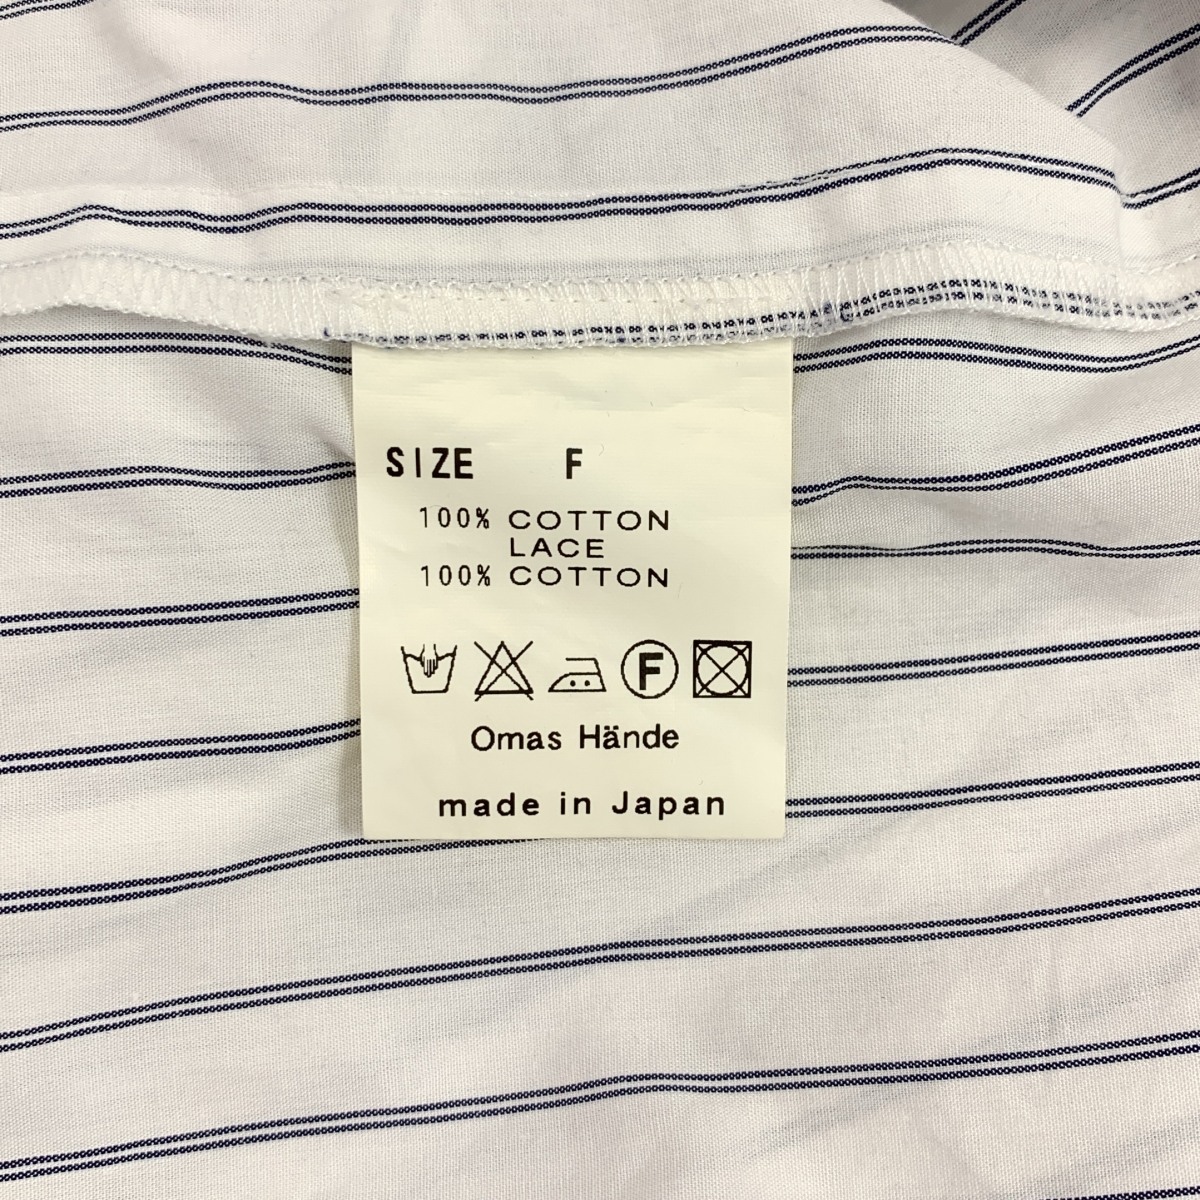 SIZE F
100% COTTON
LACE
100% COTTON
F
Omas Hände
made in Japan